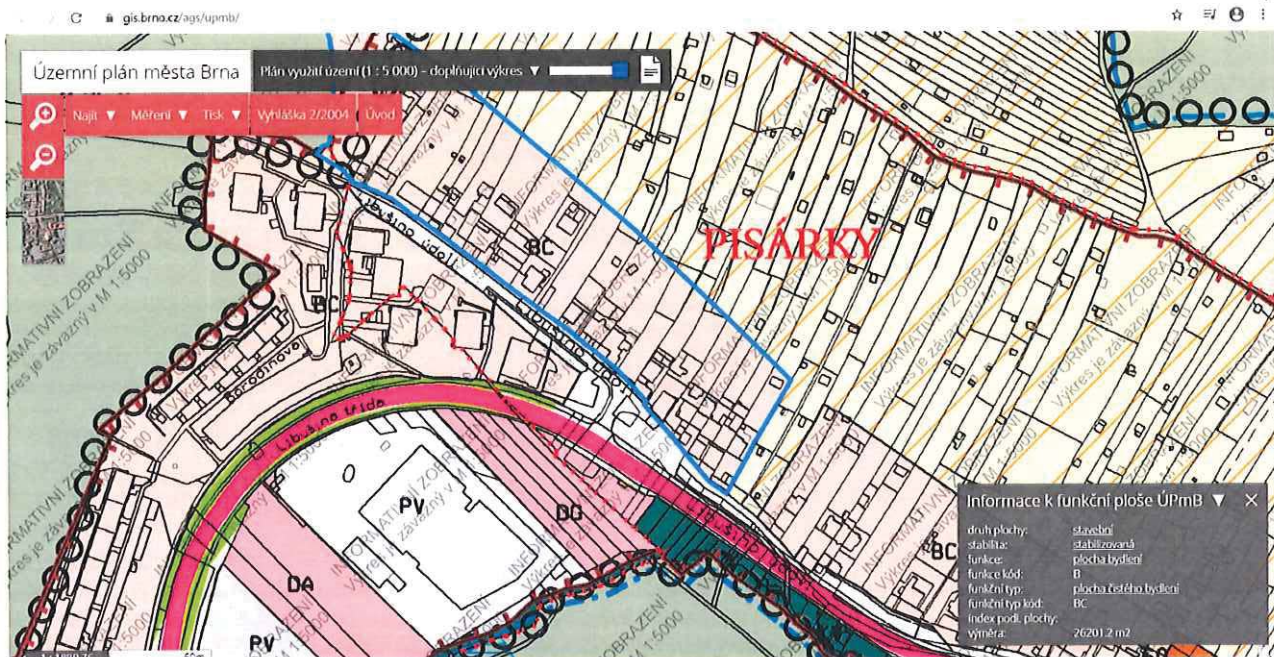 gis.brno.cz/ags/upmb/
Územní plán města Brna
Plán využití území (1 : 5 000) - doplňující výkres ▼
Najít ▼ Měření ▼ Tisk ▼ Vyhláška 2/2004 Úvod
PISÁRKY
BC
BC
BC
Libušino údolí
Libušino údolí
Borodinova
Libušina třída
PV
DG
DA
PV
INFORMATIVNÍ ZOBRAZENÍ
Výkres je závazný v M 1:5000
Informace k funkční ploše ÚPmB ▼ ✕
druh plochy: stavební
stabilita: stabilizovaná
funkce: plocha bydlení
funkce kód: B
funkční typ: plocha čistého bydlení
funkční typ kód: BC
index podl. plochy:
výměra: 26201.2 m2